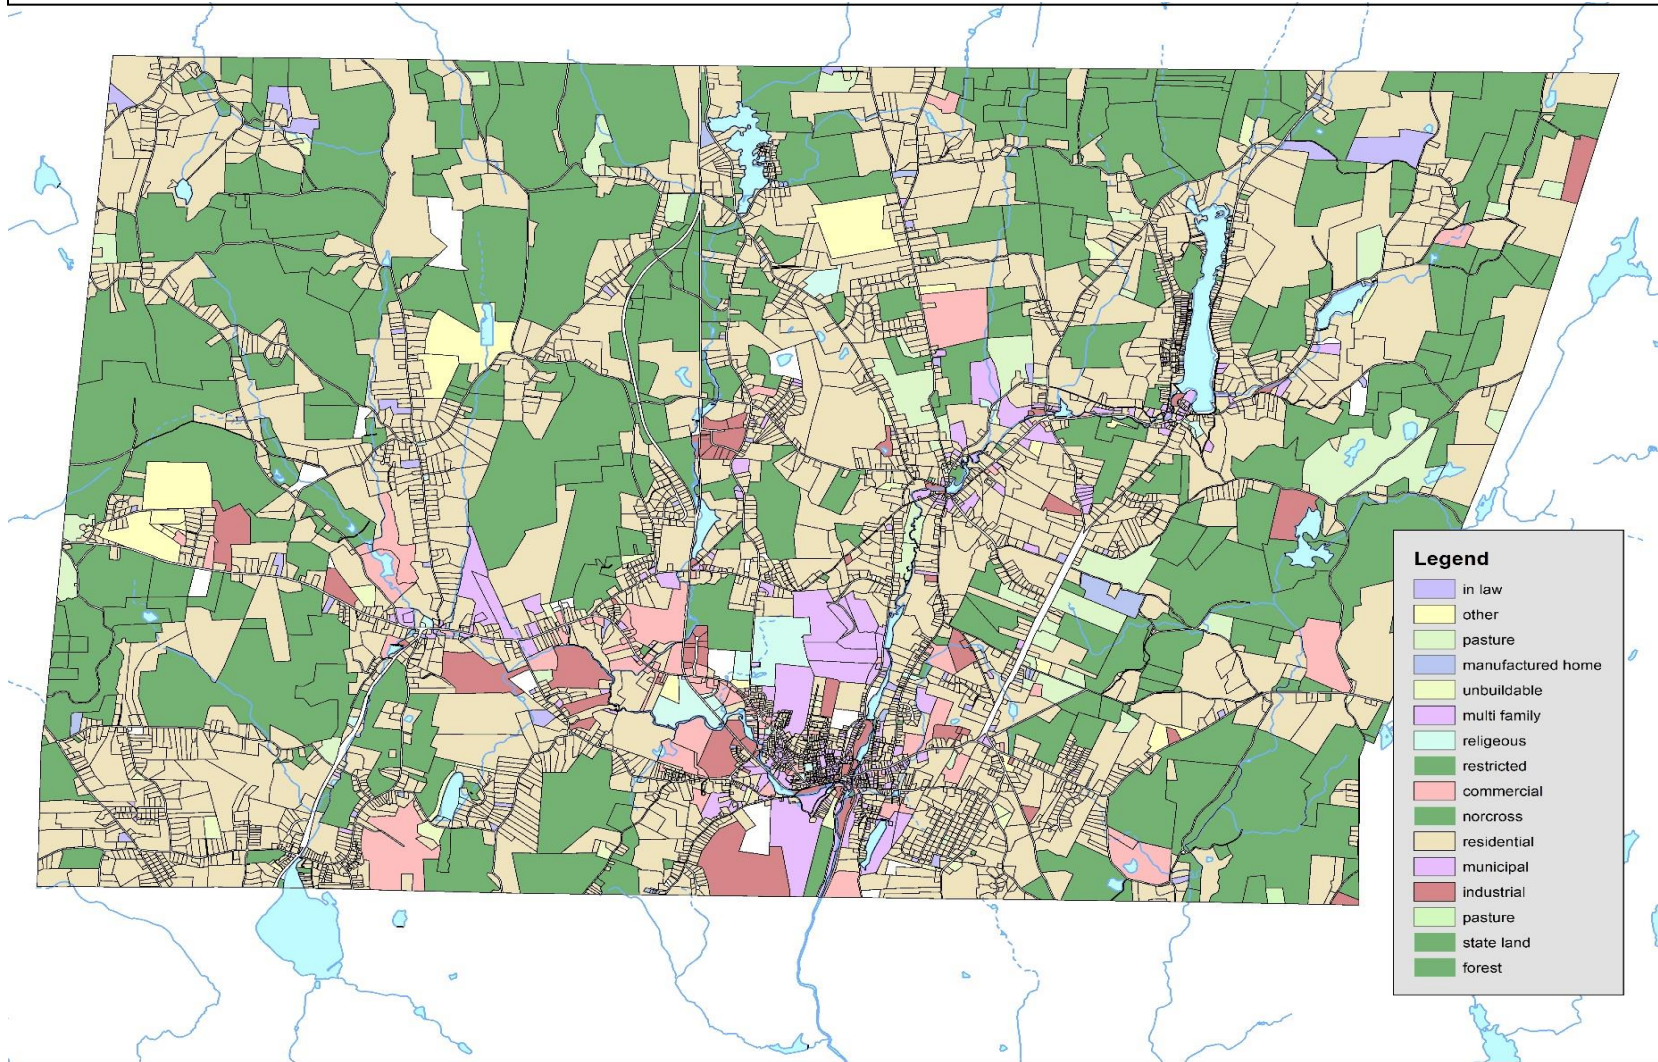 Legend
in law
other
pasture
manufactured home
unbuildable
multi family
religeous
restricted
commercial
norcross
residential
municipal
industrial
pasture
state land
forest